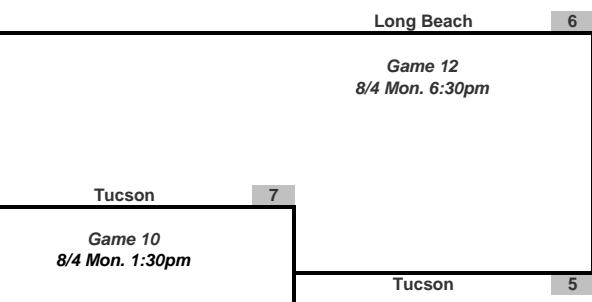 Long Beach 6
Game 12
8/4 Mon. 6:30pm
Tucson 7
Game 10
8/4 Mon. 1:30pm
Tucson 5